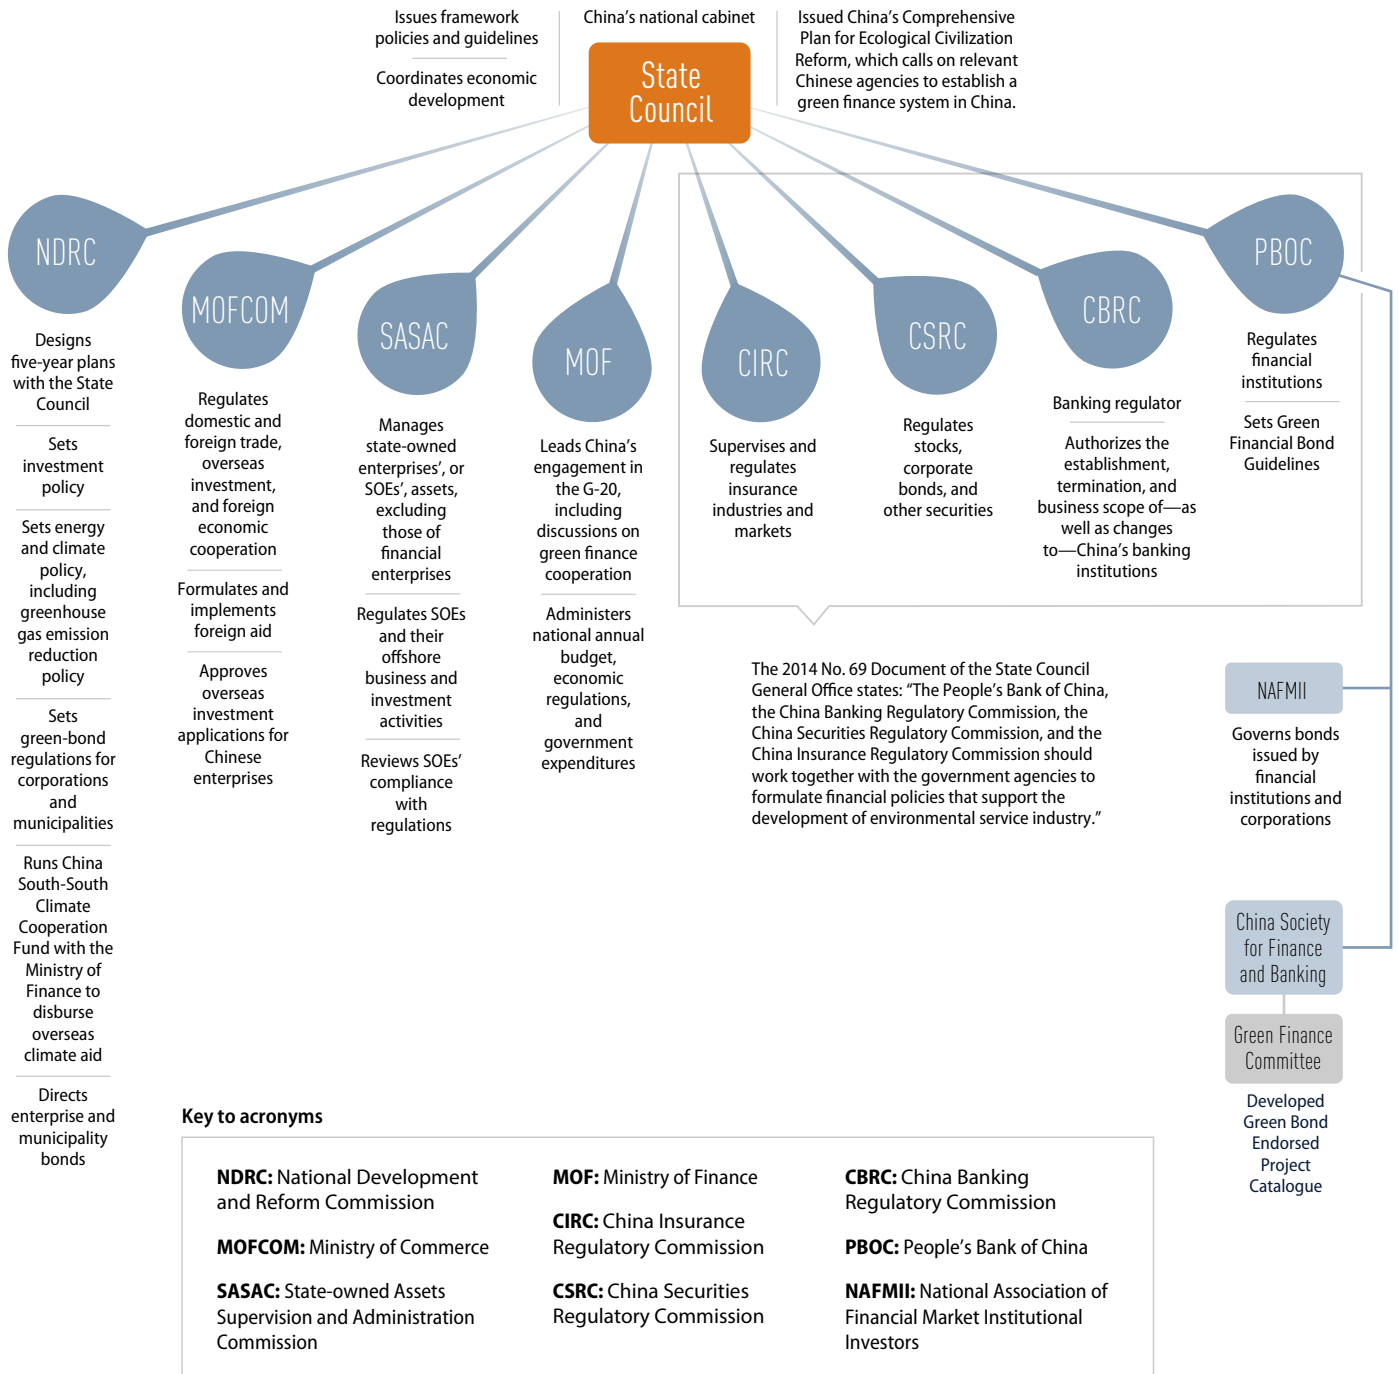 Issues framework
policies and guidelines
Coordinates economic
development
China's national cabinet
State
Council
Issued China's Comprehensive
Plan for Ecological Civilization
Reform, which calls on relevant
Chinese agencies to establish a
green finance system in China.
NDRC
Designs
five-year plans
with the State
Council
Sets
investment
policy
Sets energy
and climate
policy,
including
greenhouse
gas emission
reduction
policy
Sets
green-bond
regulations for
corporations
and
municipalities
Runs China
South-South
Climate
Cooperation
Fund with the
Ministry of
Finance to
disburse
overseas
climate aid
Directs
enterprise and
municipality
bonds
MOFCOM
Regulates
domestic and
foreign trade,
overseas
investment,
and foreign
economic
cooperation
Formulates and
implements
foreign aid
Approves
overseas
investment
applications for
Chinese
enterprises
SASAC
Manages
state-owned
enterprises', or
SOEs', assets,
excluding
those of
financial
enterprises
Regulates SOEs
and their
offshore
business and
investment
activities
Reviews SOEs'
compliance
with
regulations
MOF
Leads China's
engagement in
the G-20,
including
discussions on
green finance
cooperation
Administers
national annual
budget,
economic
regulations,
and
government
expenditures
CIRC
Supervises and
regulates
insurance
industries and
markets
CSRC
Regulates
stocks,
corporate
bonds, and
other securities
CBRC
Banking regulator
Authorizes the
establishment,
termination, and
business scope of—as
well as changes
to—China's banking
institutions
PBOC
Regulates
financial
institutions
Sets Green
Financial Bond
Guidelines
The 2014 No. 69 Document of the State Council
General Office states: "The People's Bank of China,
the China Banking Regulatory Commission, the
China Securities Regulatory Commission, and the
China Insurance Regulatory Commission should
work together with the government agencies to
formulate financial policies that support the
development of environmental service industry."
NAFMII
Governs bonds
issued by
financial
institutions and
corporations
China Society
for Finance
and Banking
Green Finance
Committee
Developed
Green Bond
Endorsed
Project
Catalogue
Key to acronyms
NDRC: National Development
and Reform Commission
MOFCOM: Ministry of Commerce
SASAC: State-owned Assets
Supervision and Administration
Commission
MOF: Ministry of Finance
CIRC: China Insurance
Regulatory Commission
CSRC: China Securities
Regulatory Commission
CBRC: China Banking
Regulatory Commission
PBOC: People's Bank of China
NAFMII: National Association of
Financial Market Institutional
Investors